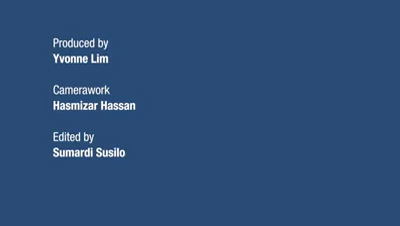 Produced by
Yvonne Lim
Camerawork
Hasmizar Hassan
Edited by
Sumardi Susilo